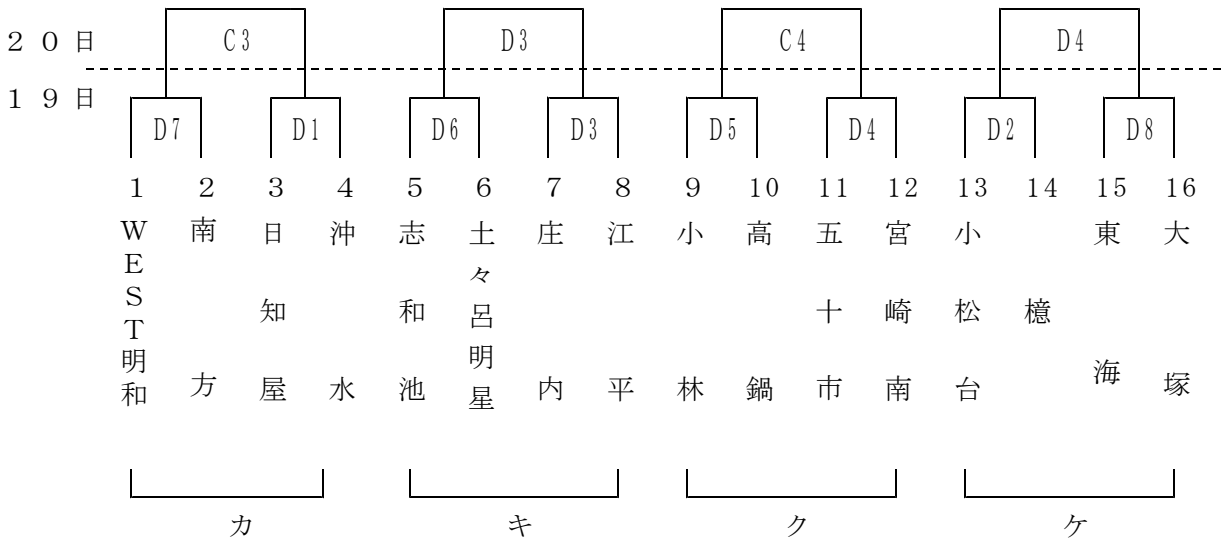 ２０日
C3 D3 C4 D4
１９日
D7 D1 D6 D3 D5 D4 D2 D8
1 2 3 4 5 6 7 8 9 10 11 12 13 14 15 16
ＷＥＳＴ明和
南方
日知屋
沖水
志和池
土々呂明星
庄内
江平
小林
高鍋
五十市
宮崎南
小松台
檍
東海
大塚
カ キ ク ケ